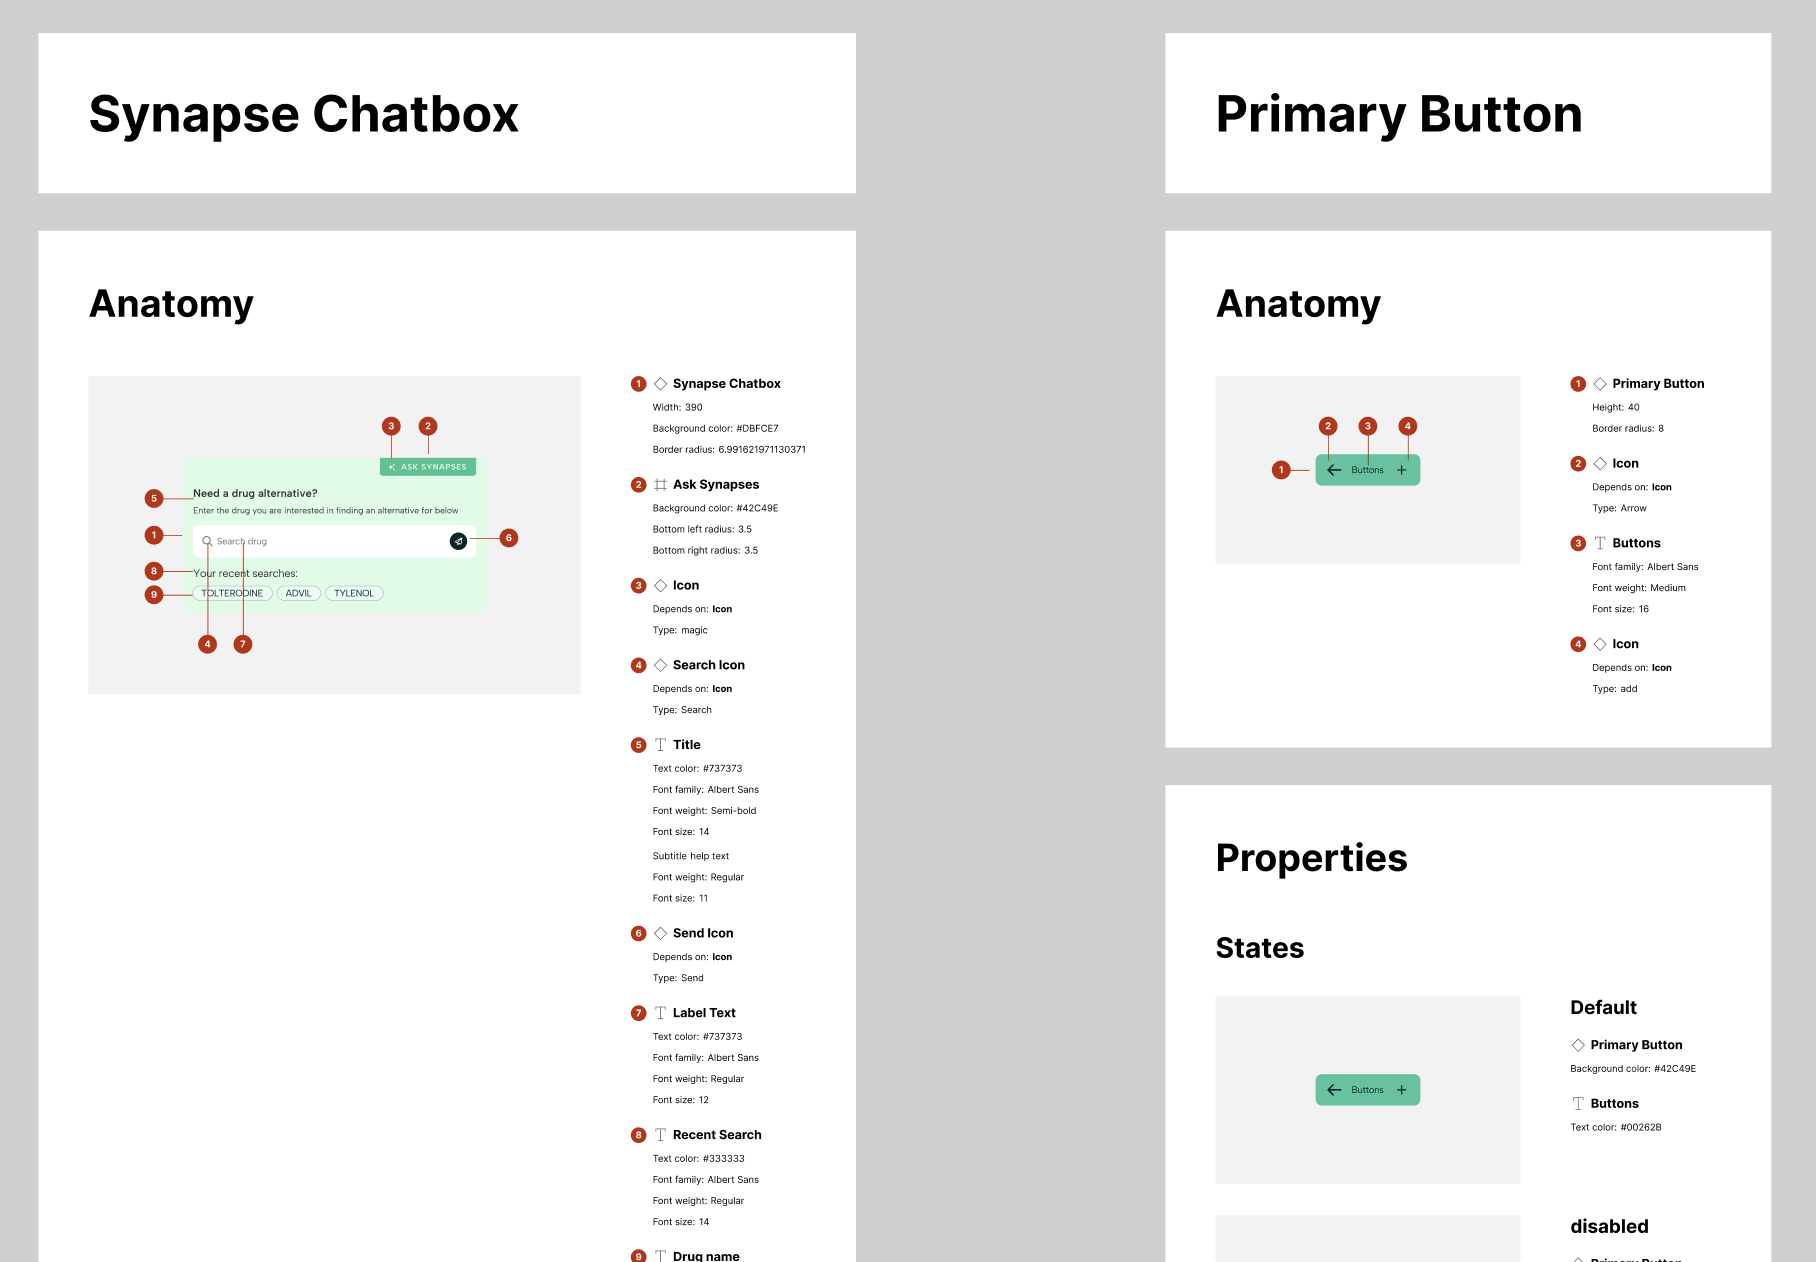 Synapse Chatbox
Anatomy
3
2
ASK SYNAPSES
5
Need a drug alternative?
Enter the drug you are interested in finding an alternative for below
1
Search drug
6
8
Your recent searches:
9
TOLTERODINE
ADVIL
TYLENOL
4
7
1 Synapse Chatbox
Width: 390
Background color: #DBFCE7
Border radius: 6.991621971130371
2 Ask Synapses
Background color: #42C49E
Bottom left radius: 3.5
Bottom right radius: 3.5
3 Icon
Depends on: Icon
Type: magic
4 Search Icon
Depends on: Icon
Type: Search
5 Title
Text color: #737373
Font family: Albert Sans
Font weight: Semi-bold
Font size: 14
Subtitle help text
Font weight: Regular
Font size: 11
6 Send Icon
Depends on: Icon
Type: Send
7 Label Text
Text color: #737373
Font family: Albert Sans
Font weight: Regular
Font size: 12
8 Recent Search
Text color: #333333
Font family: Albert Sans
Font weight: Regular
Font size: 14
9 Drug name
Primary Button
Anatomy
2
3
4
1
Buttons
1 Primary Button
Height: 40
Border radius: 8
2 Icon
Depends on: Icon
Type: Arrow
3 Buttons
Font family: Albert Sans
Font weight: Medium
Font size: 16
4 Icon
Depends on: Icon
Type: add
Properties
States
Buttons
Default
Primary Button
Background color: #42C49E
Buttons
Text color: #00262B
disabled
Primary Button